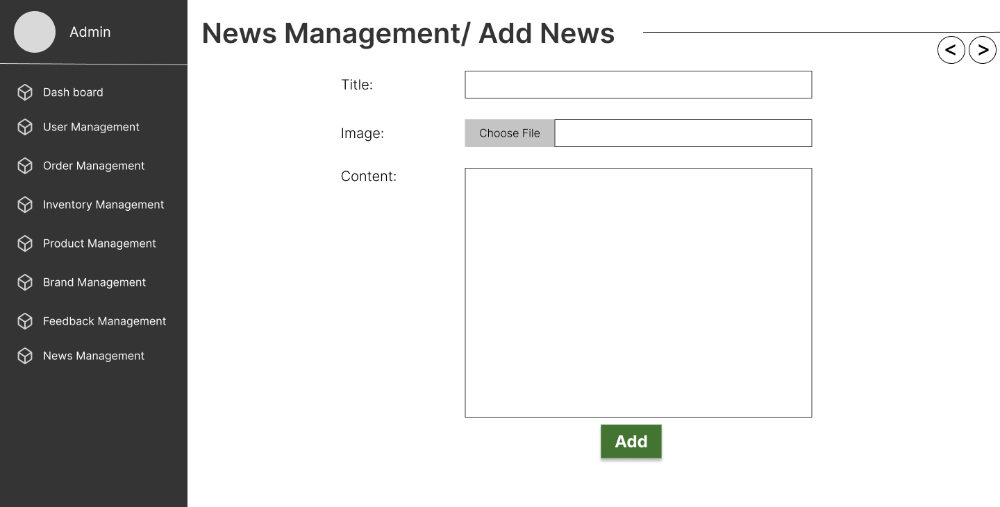 Admin
Dash board
User Management
Order Management
Inventory Management
Product Management
Brand Management
Feedback Management
News Management
News Management/ Add News
< >
Title:
Image:
Choose File
Content:
Add